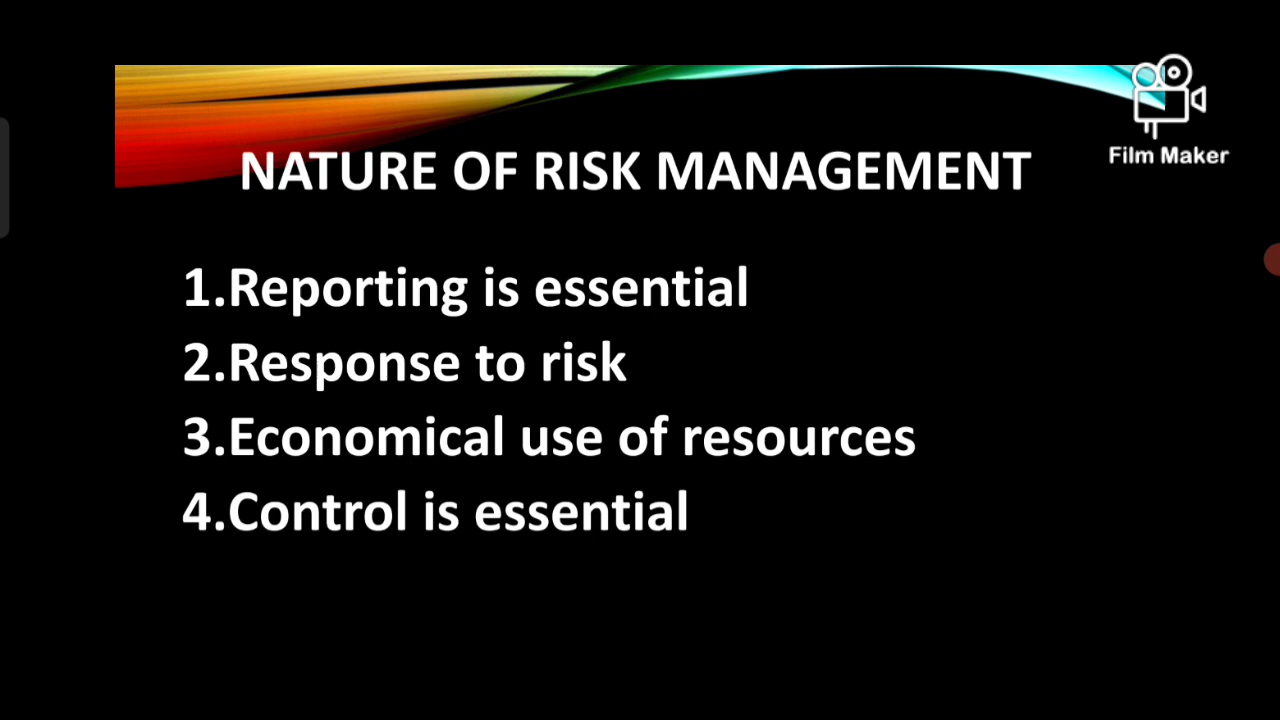 Film Maker
NATURE OF RISK MANAGEMENT
1.Reporting is essential
2.Response to risk
3.Economical use of resources
4.Control is essential